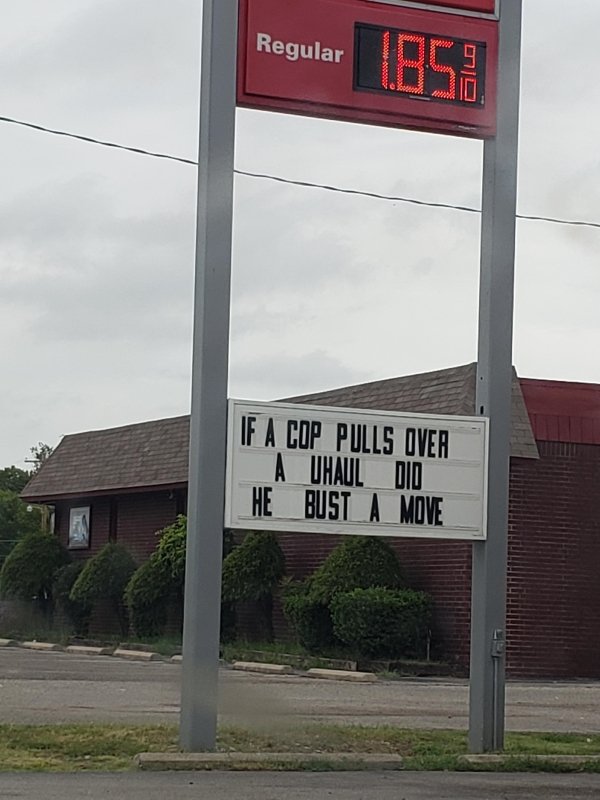 Regular 1.85 9/10
IF A COP PULLS OVER
A UHAUL DID
HE BUST A MOVE